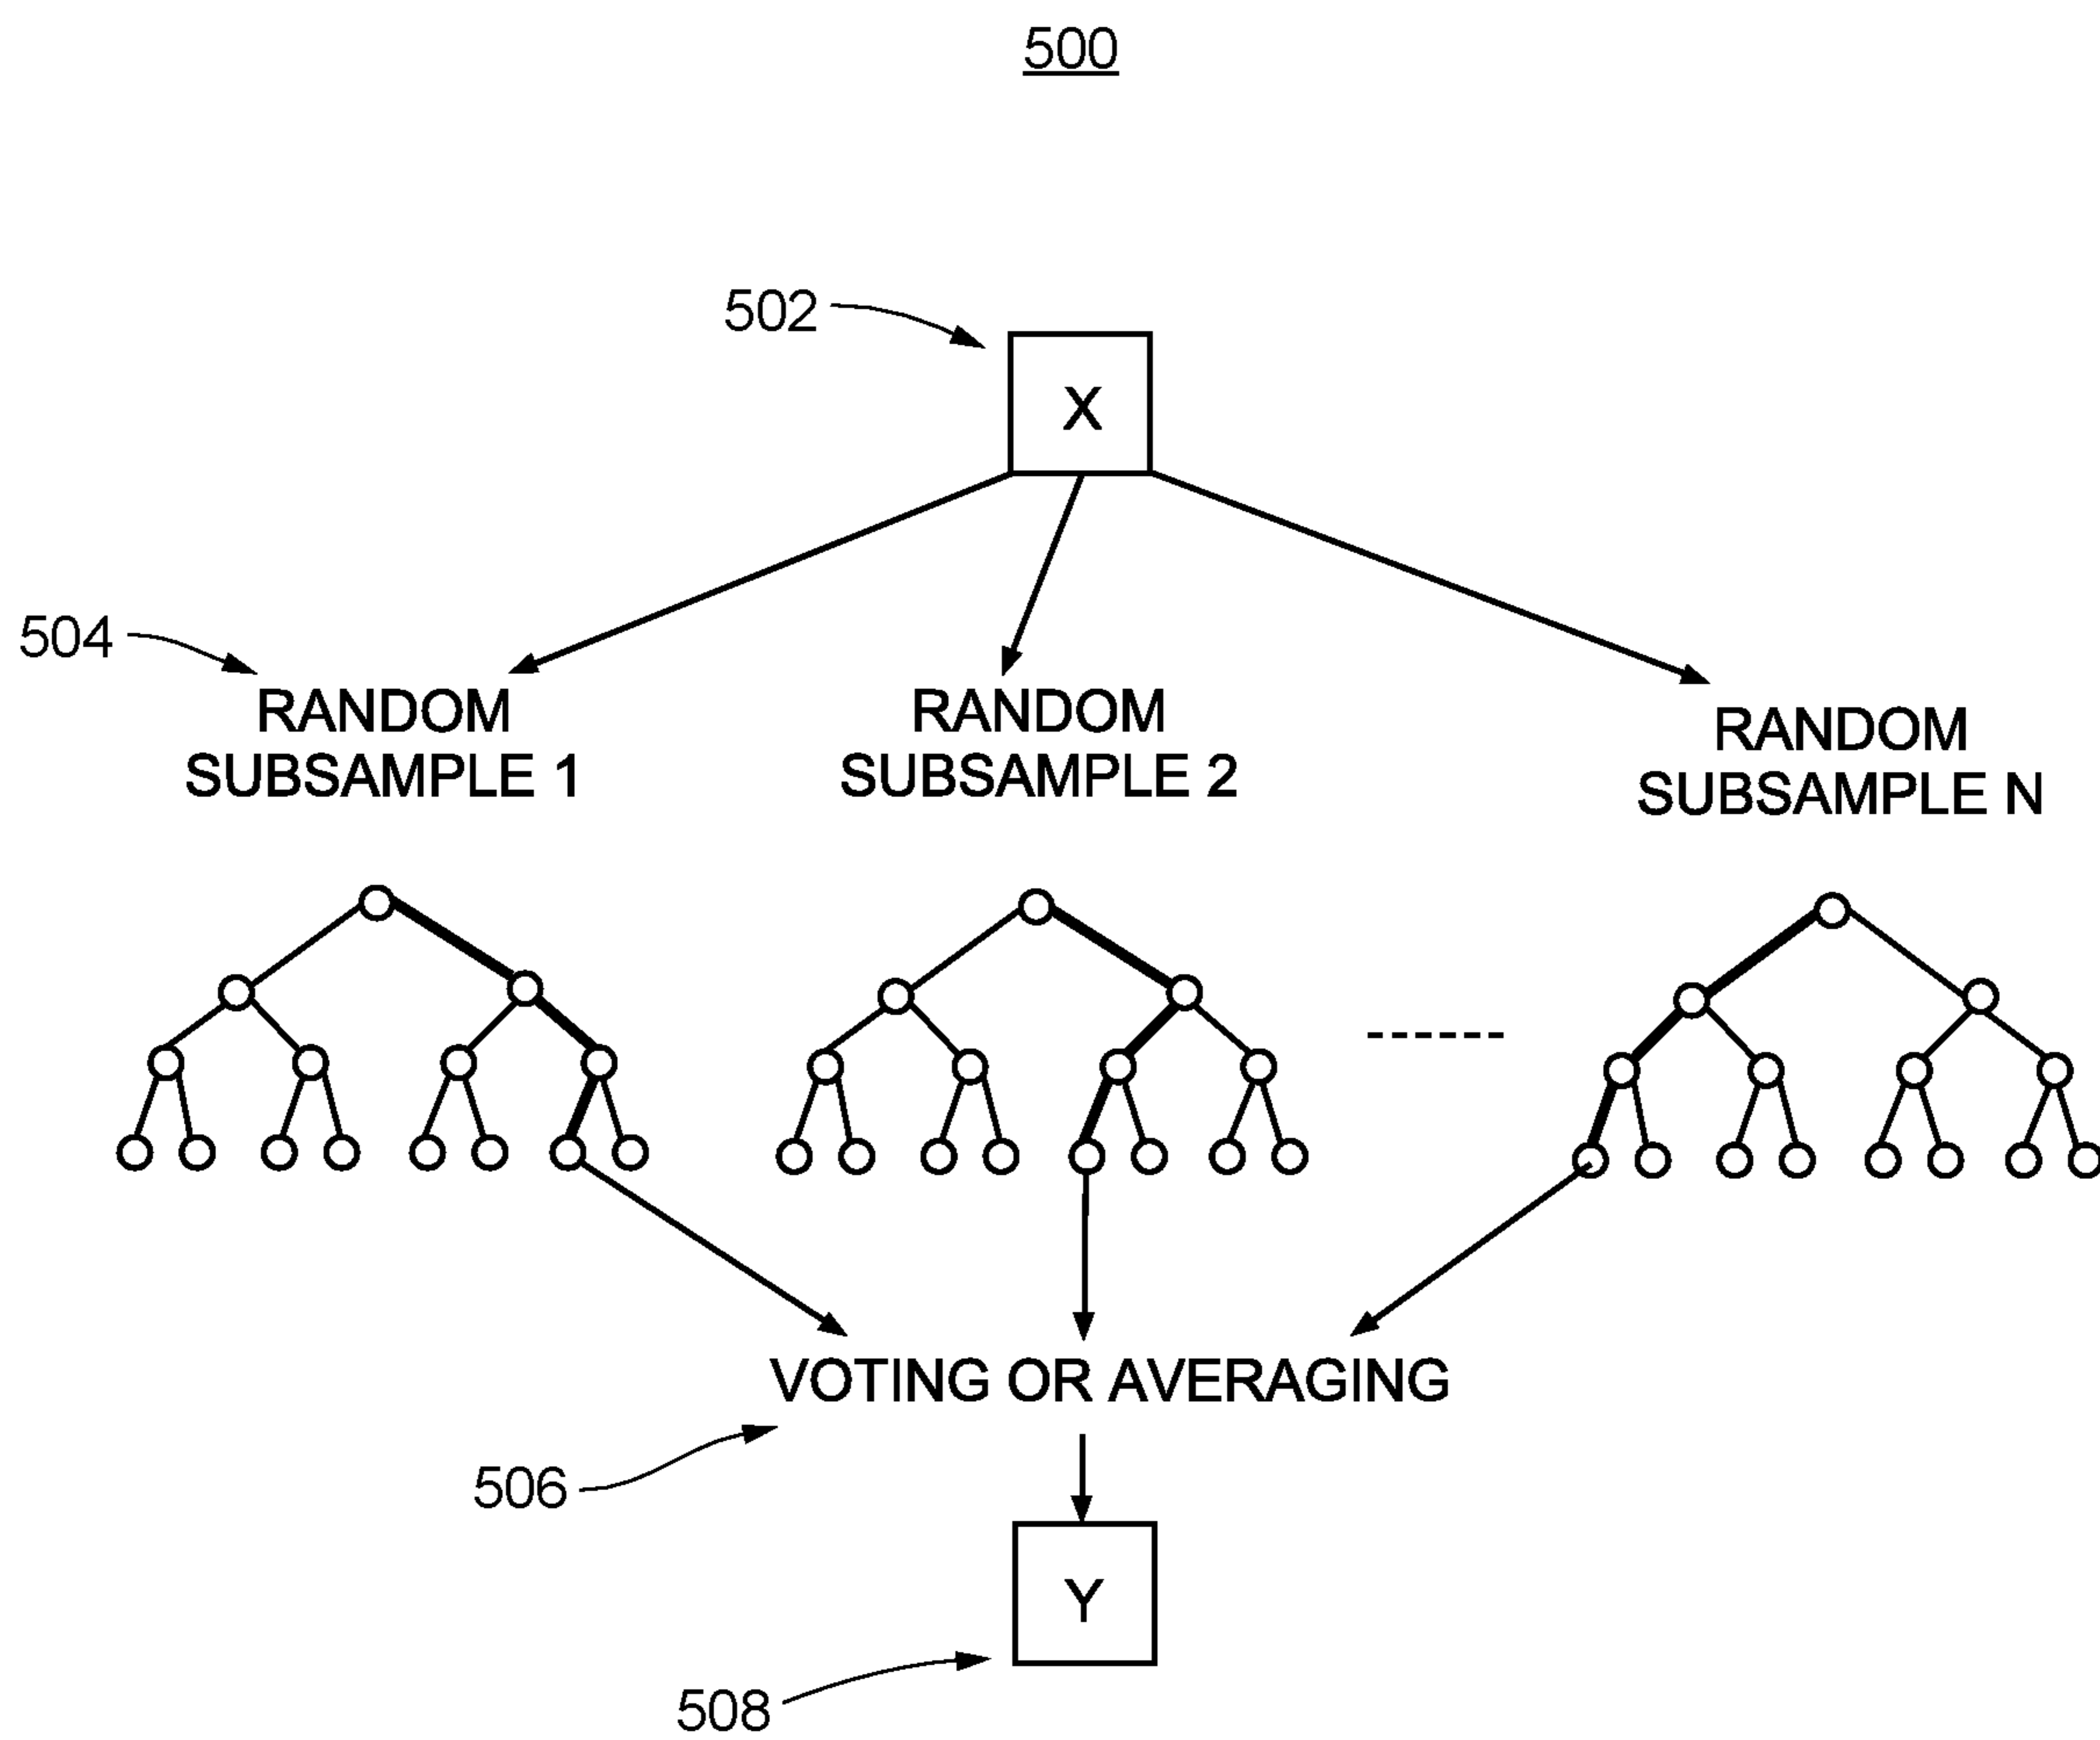 500
502
X
504
RANDOM
SUBSAMPLE 1
RANDOM
SUBSAMPLE 2
RANDOM
SUBSAMPLE N
VOTING OR AVERAGING
506
Y
508